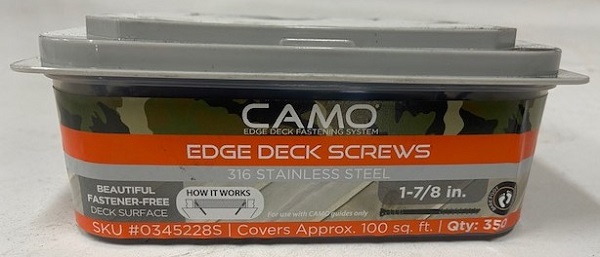 CAMO
EDGE DECK FASTENING SYSTEM
EDGE DECK SCREWS
316 STAINLESS STEEL
BEAUTIFUL
FASTENER-FREE
DECK SURFACE
HOW IT WORKS
For use with CAMO guides only
1-7/8 in.
SKU #0345228S | Covers Approx. 100 sq. ft. | Qty: 350